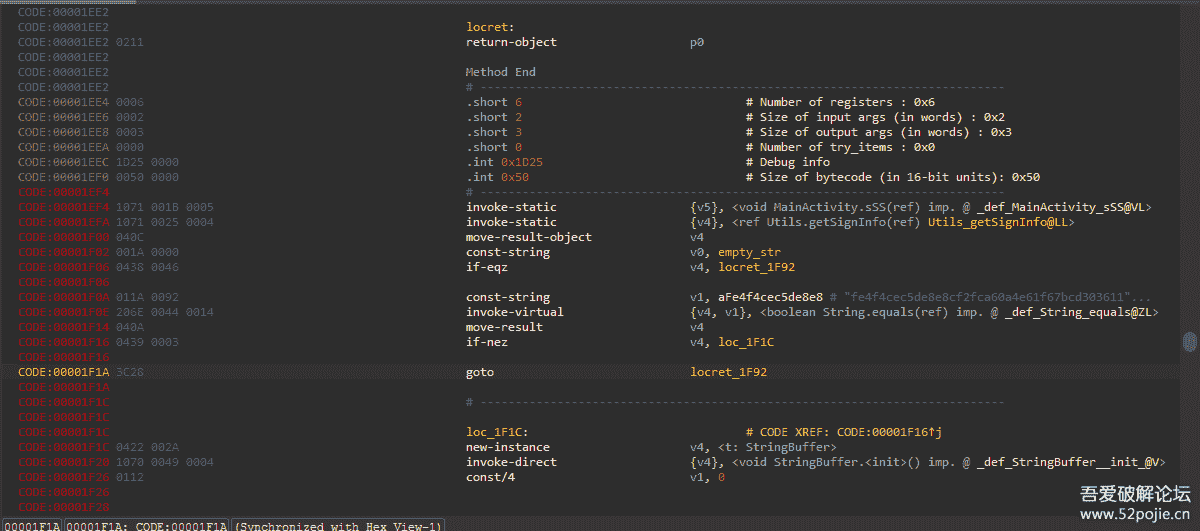 CODE:00001EE2
CODE:00001EE2 locret:
CODE:00001EE2 0211 return-object p0
CODE:00001EE2
CODE:00001EE2 Method End
CODE:00001EE2 # ---------------------------------------------------------------------------
CODE:00001EE4 0006 .short 6 # Number of registers : 0x6
CODE:00001EE6 0002 .short 2 # Size of input args (in words) : 0x2
CODE:00001EE8 0003 .short 3 # Size of output args (in words) : 0x3
CODE:00001EEA 0000 .short 0 # Number of try_items : 0x0
CODE:00001EEC 1D25 0000 .int 0x1D25 # Debug info
CODE:00001EF0 0050 0000 .int 0x50 # Size of bytecode (in 16-bit units): 0x50
CODE:00001EF4 # ---------------------------------------------------------------------------
CODE:00001EF4 1071 001B 0005 invoke-static {v5}, <void MainActivity.sSS(ref) imp. @ _def_MainActivity_sSS@VL>
CODE:00001EFA 1071 0025 0004 invoke-static {v4}, <ref Utils.getSignInfo(ref) Utils_getSignInfo@LL>
CODE:00001F00 040C move-result-object v4
CODE:00001F02 001A 0000 const-string v0, empty_str
CODE:00001F06 0438 0046 if-eqz v4, locret_1F92
CODE:00001F06
CODE:00001F0A 011A 0092 const-string v1, aFe4f4cec5de8e8 # "fe4f4cec5de8e8cf2fca60a4e61f67bcd303611"...
CODE:00001F0E 206E 0044 0014 invoke-virtual {v4, v1}, <boolean String.equals(ref) imp. @ _def_String_equals@ZL>
CODE:00001F14 040A move-result v4
CODE:00001F16 0439 0003 if-nez v4, loc_1F1C
CODE:00001F16
CODE:00001F1A 3C28 goto locret_1F92
CODE:00001F1A
CODE:00001F1C # ---------------------------------------------------------------------------
CODE:00001F1C
CODE:00001F1C loc_1F1C: # CODE XREF: CODE:00001F16↑j
CODE:00001F1C 0422 002A new-instance v4, <t: StringBuffer>
CODE:00001F20 1070 0049 0004 invoke-direct {v4}, <void StringBuffer.<init>() imp. @ _def_StringBuffer__init_@V>
CODE:00001F26 0112 const/4 v1, 0
CODE:00001F26
CODE:00001F28
吾爱破解论坛
www.52pojie.cn
00001F1A 00001F1A: CODE:00001F1A (Synchronized with Hex View-1)